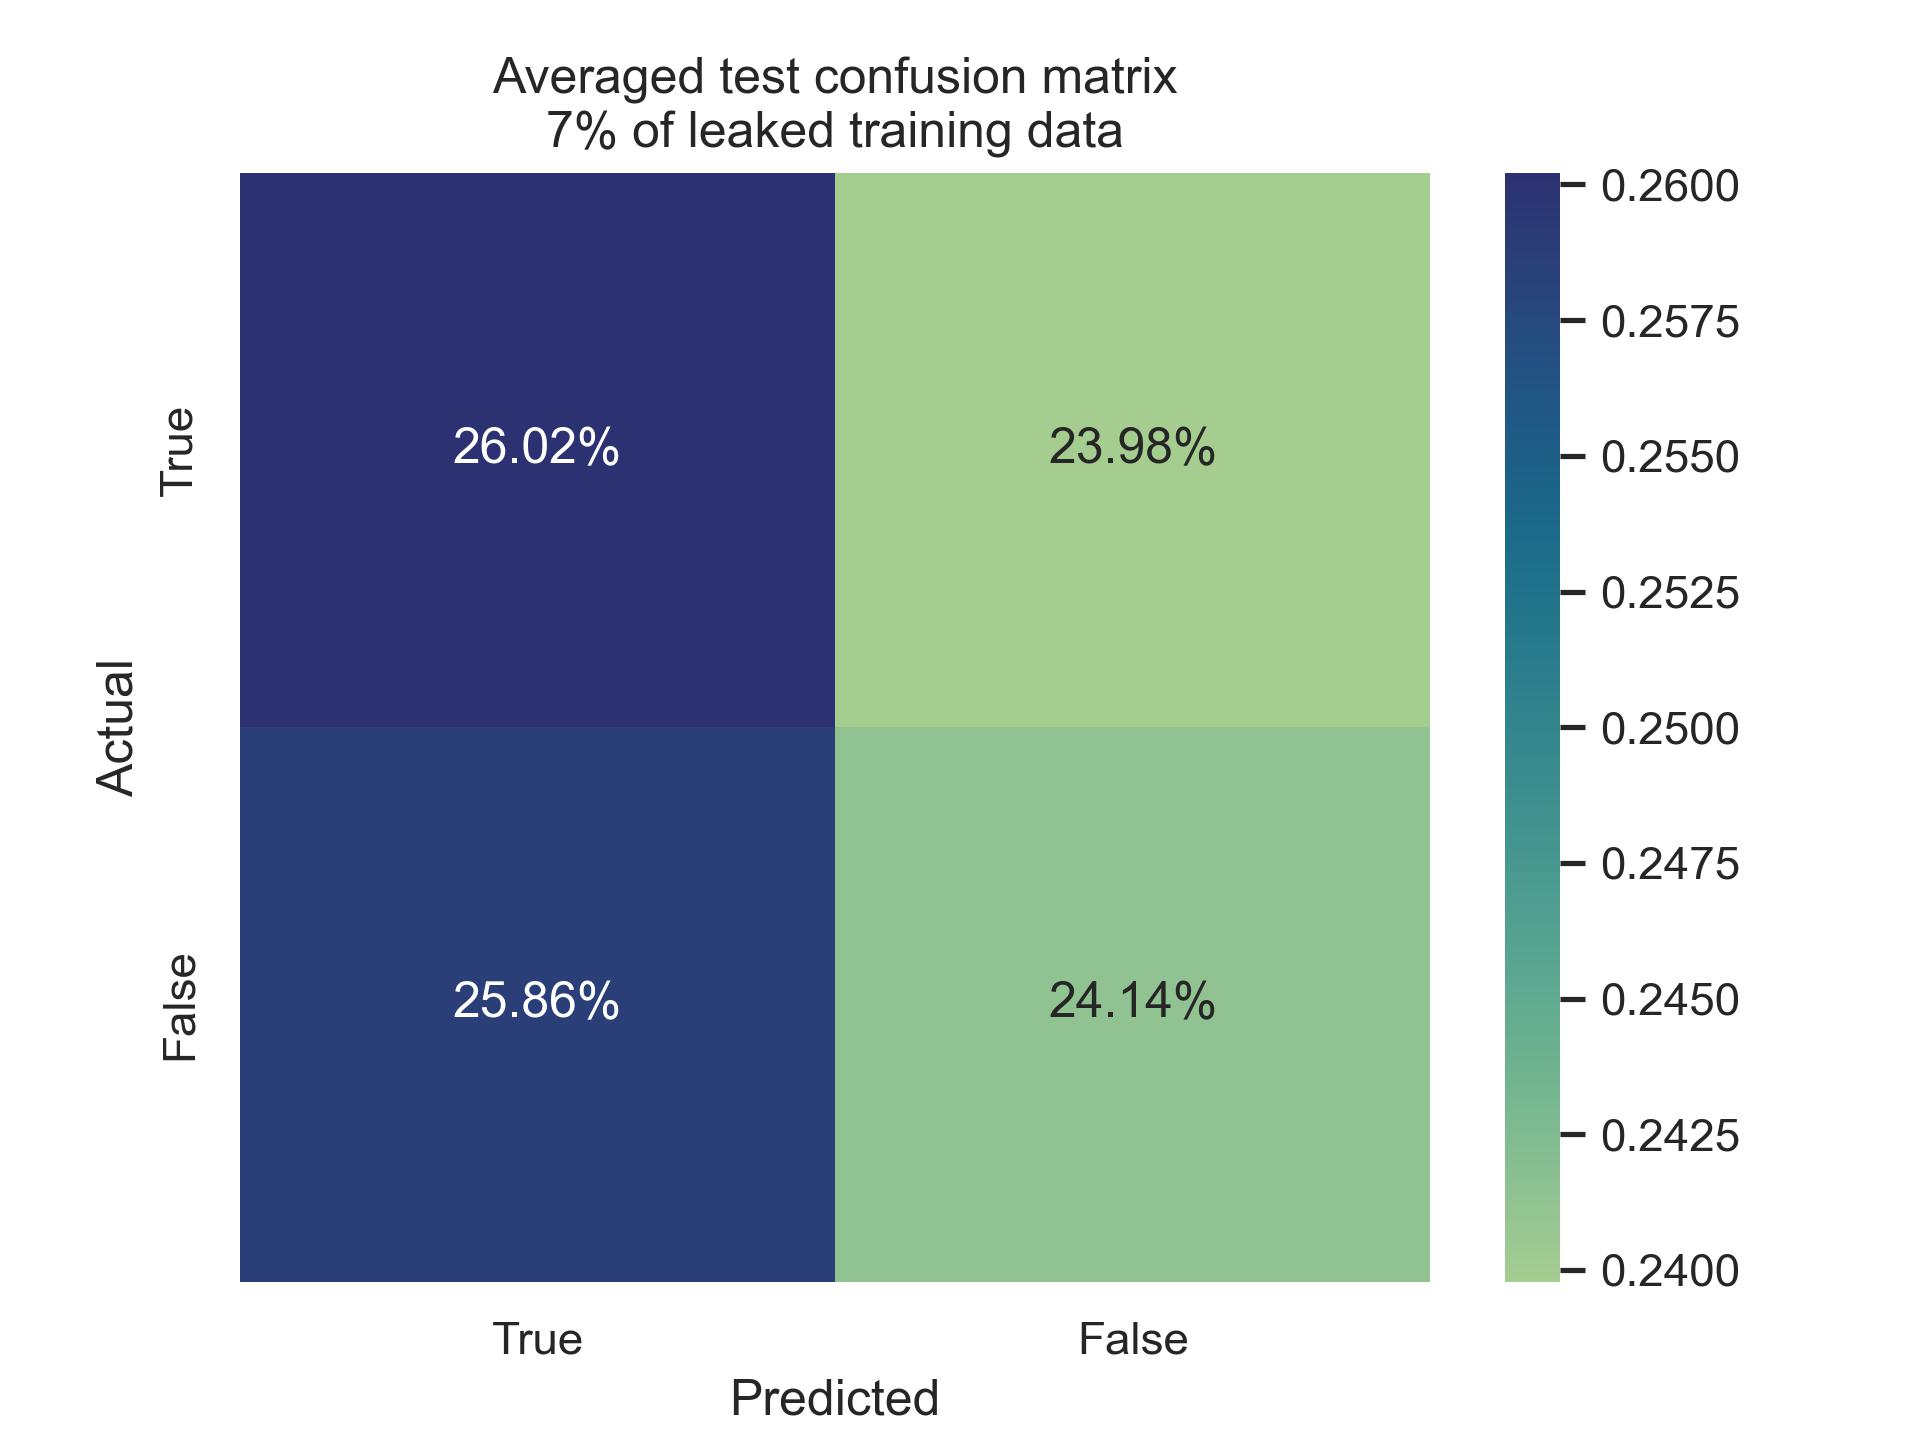 Averaged test confusion matrix
7% of leaked training data
Actual
True
False
26.02%
23.98%
25.86%
24.14%
True
False
Predicted
0.2600
0.2575
0.2550
0.2525
0.2500
0.2475
0.2450
0.2425
0.2400